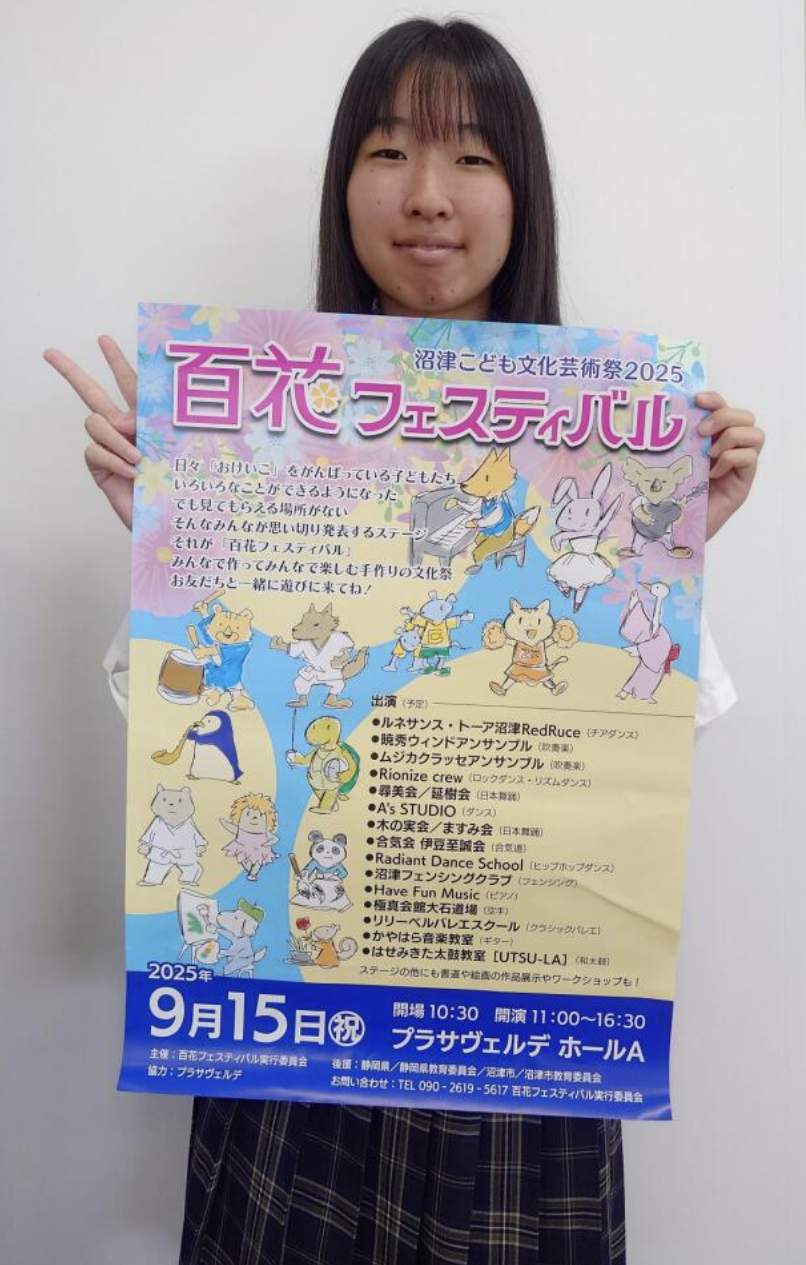 沼津こども文化芸術祭2025
百花フェスティバル
日々「おけいこ」をがんばっている子どもたち
いろいろなことができるようになった
でも見てもらえる場所がない
そんなみんなが思い切り発表するステージ
それが「百花フェスティバル」
みんなで作ってみんなで楽しむ手作りの文化祭
お友だちと一緒に遊びに来てね！
出演（予定）
●ルネサンス・トーア沼津RedRuce（チアダンス）
●暁秀ウィンドアンサンブル（吹奏楽）
●ムジカクラッセアンサンブル（吹奏楽）
●Rionize crew（ロックダンス・リズムダンス）
●尋美会／延樹会（日本舞踊）
●A's STUDIO（ダンス）
●木の実会／ますみ会（日本舞踊）
●合気会 伊豆至誠会（合気道）
●Radiant Dance School（ヒップホップダンス）
●沼津フェンシングクラブ（フェンシング）
●Have Fun Music（ピアノ）
●極真会館大石道場（空手）
●リリーベルバレエスクール（クラシックバレエ）
●かやはら音楽教室（ギター）
●はせみきた太鼓教室［UTSU-LA］（和太鼓）
ステージの他にも書道や絵画の作品展示やワークショップも！
2025年
9月15日㊗
開場 10:30　開演 11:00〜16:30
プラサヴェルデ ホールA
主催：百花フェスティバル実行委員会
協力：プラサヴェルデ
後援：静岡県／静岡県教育委員会／沼津市／沼津市教育委員会
お問い合わせ：TEL 090-2619-5617 百花フェスティバル実行委員会